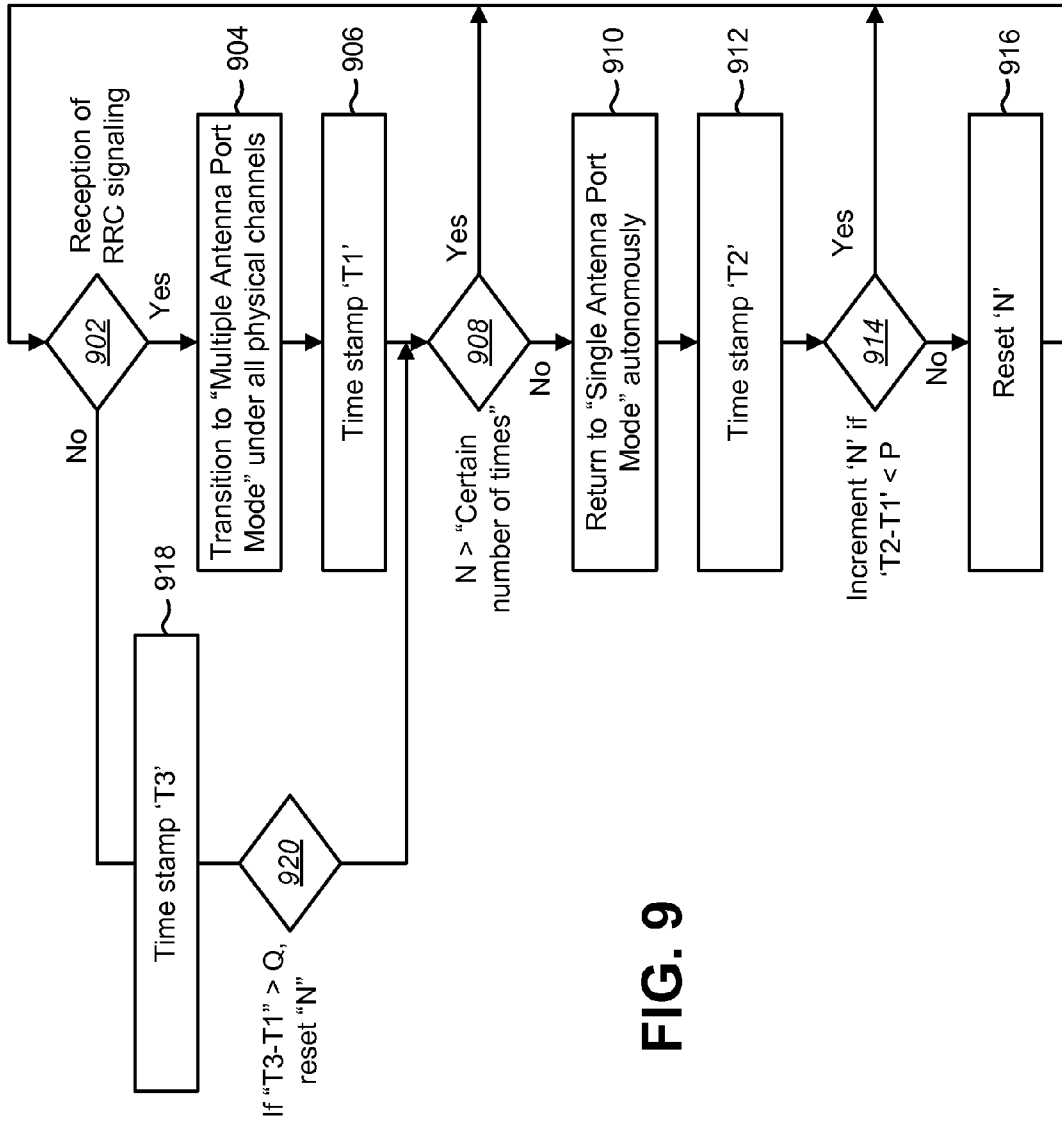 Reception of
RRC signaling
902
No
Yes
904
Transition to “Multiple Antenna Port
Mode” under all physical channels
906
Time stamp ‘T1’
918
Time stamp ‘T3’
920
If “T3-T1” > Q,
reset “N”
908
N > “Certain
number of times”
Yes
No
910
Return to “Single Antenna Port
Mode” autonomously
912
Time stamp ‘T2’
914
Increment ‘N’ if
‘T2-T1' < P
Yes
No
916
Reset ‘N’
FIG. 9